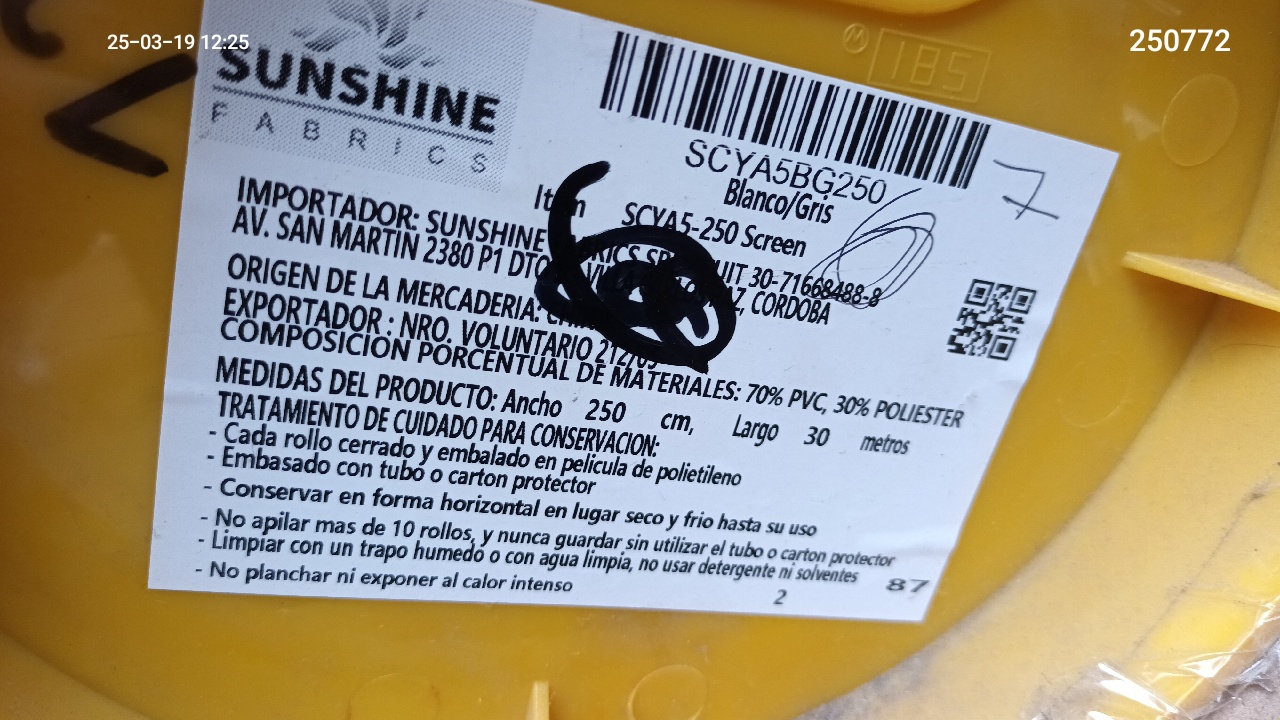 25-03-19 12:25
250772
185
SUNSHINE
FABRICS
SCYA5BG250
7
Blanco/Gris
Item SCYA5-250 Screen
IMPORTADOR: SUNSHINE UIT 30-71668488-8
AV. SAN MARTIN 2380 P1 DTO CORDOBA
ORIGEN DE LA MERCADERIA:
EXPORTADOR : NRO. VOLUNTARIO
COMPOSICION PORCENTUAL DE MATERIALES: 70% PVC, 30% POLIESTER
MEDIDAS DEL PRODUCTO: Ancho 250 cm, Largo 30 metros
TRATAMIENTO DE CUIDADO PARA CONSERVACION:
- Cada rollo cerrado y embalado en pelicula de polietileno
- Embasado con tubo o carton protector
- Conservar en forma horizontal en lugar seco y frio hasta su uso
- No apilar mas de 10 rollos, y nunca guardar sin utilizar el tubo o carton protector
- Limpiar con un trapo humedo o con agua limpia, no usar detergente ni solventes
- No planchar ni exponer al calor intenso
2
87